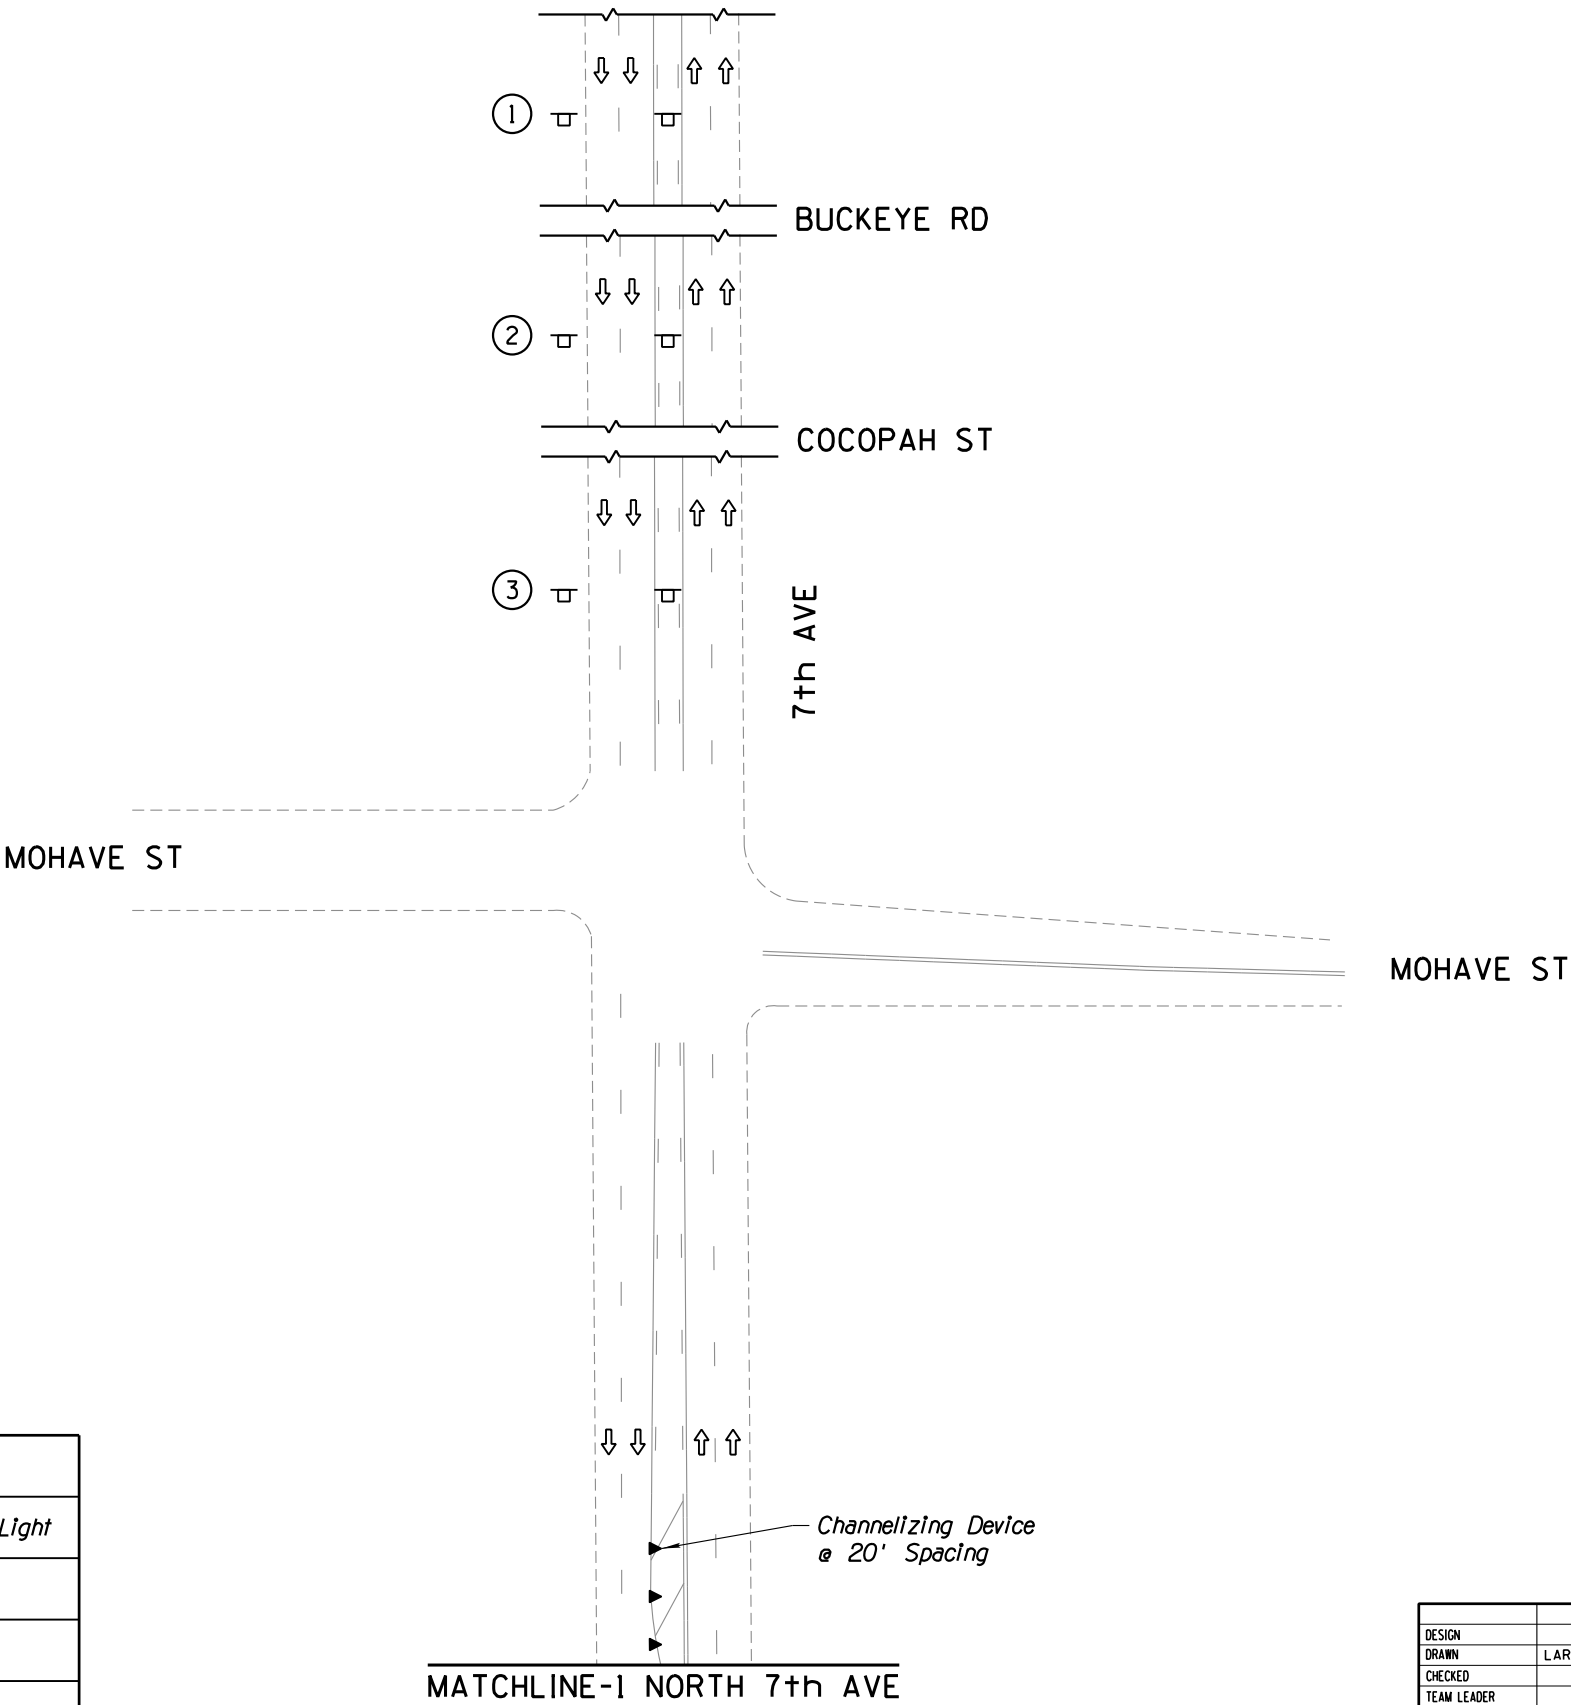 1
BUCKEYE RD
2
COCOPAH ST
3
7th AVE
MOHAVE ST
MOHAVE ST
Light
Channelizing Device
@ 20' Spacing
MATCHLINE-1 NORTH 7th AVE
DESIGN
DRAWN LAR
CHECKED
TEAM LEADER